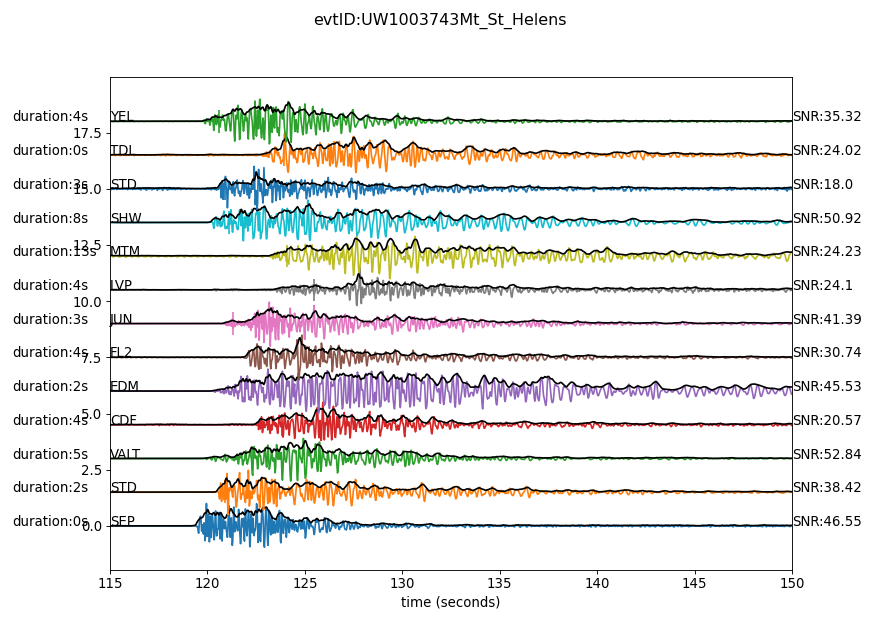 evtID:UW1003743Mt_St_Helens
duration:4s YEL SNR:35.32
17.5
duration:0s TDL SNR:24.02
duration:3s STD SNR:18.0
15.0
duration:8s SHW SNR:50.92
12.5
duration:13s MTM SNR:24.23
duration:4s LVP SNR:24.1
10.0
duration:3s JUN SNR:41.39
duration:4s FL2 SNR:30.74
7.5
duration:2s EDM SNR:45.53
5.0
duration:4s CDF SNR:20.57
duration:5s VALT SNR:52.84
2.5
duration:2s STD SNR:38.42
duration:0s SEP SNR:46.55
0.0
115 120 125 130 135 140 145 150
time (seconds)